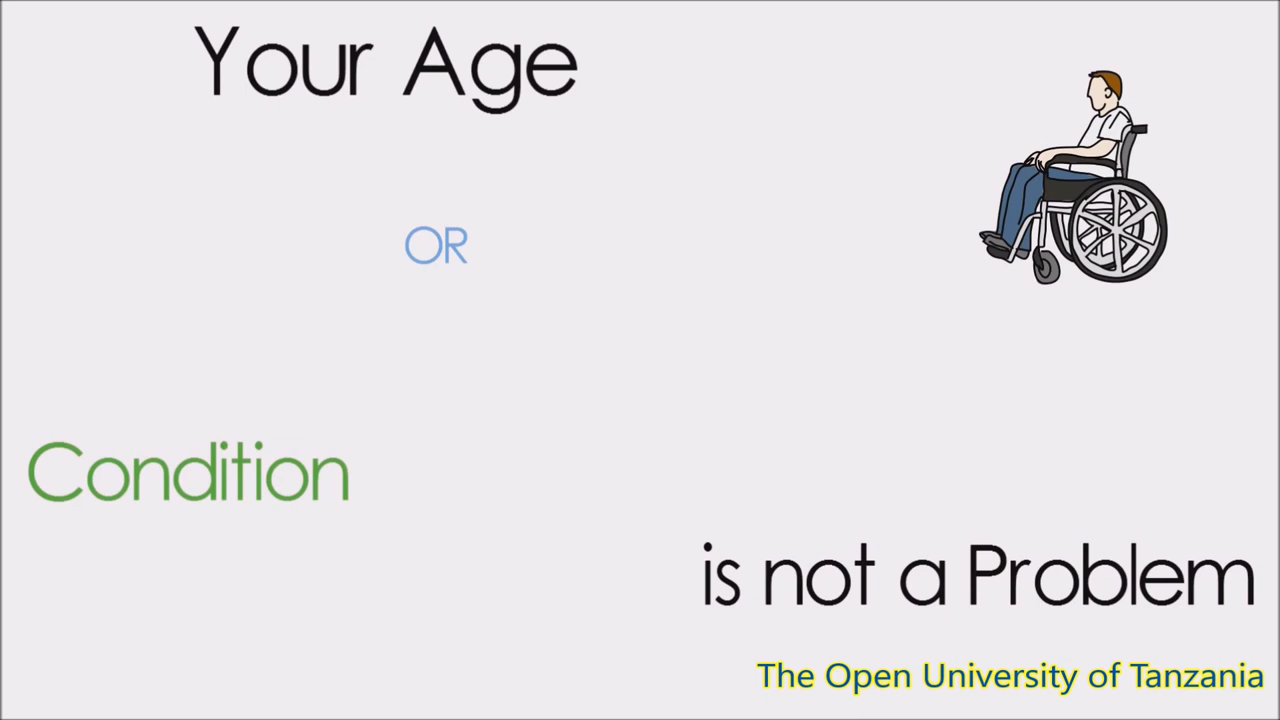 Your Age
OR
Condition
is not a Problem
The Open University of Tanzania